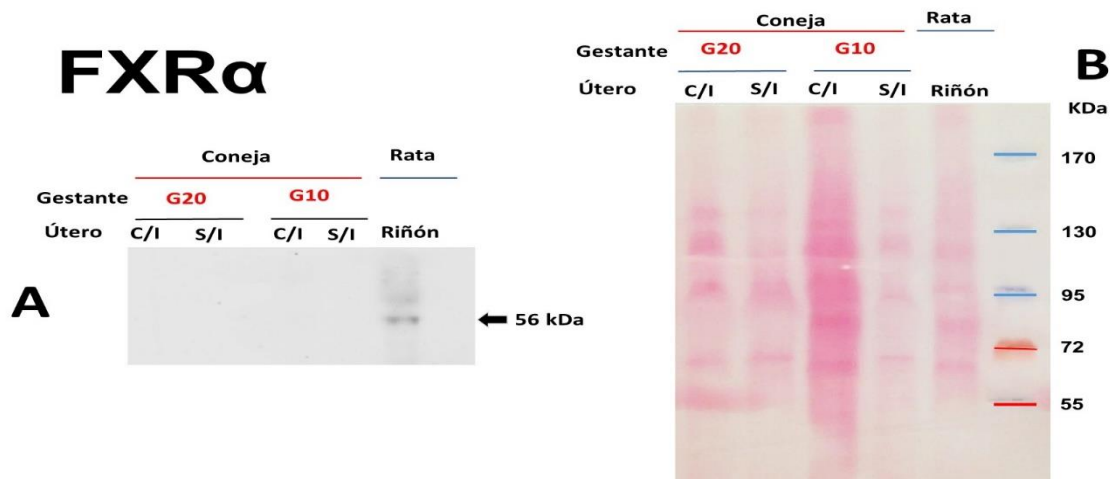 FXRα
Coneja Rata
Gestante G20 G10
Útero C/I S/I C/I S/I Riñón
A
56 kDa
Coneja Rata
Gestante G20 G10
B
Útero C/I S/I C/I S/I Riñón
KDa
170
130
95
72
55